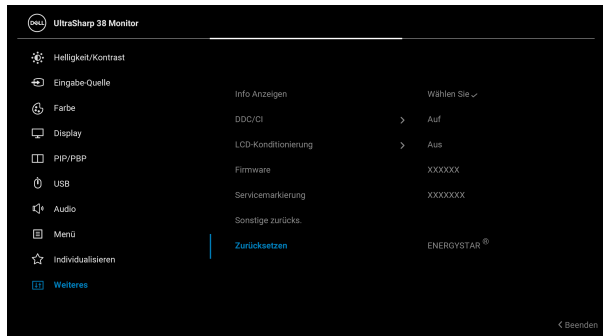 DELL UltraSharp 38 Monitor
Helligkeit/Kontrast
Eingabe-Quelle
Farbe
Display
PIP/PBP
USB
Audio
Menü
Individualisieren
Weiteres
Info Anzeigen Wählen Sie
DDC/CI Auf
LCD-Konditionierung Aus
Firmware XXXXXX
Servicemarkierung XXXXXXX
Sonstige zurücks.
Zurücksetzen ENERGYSTAR ®
Beenden